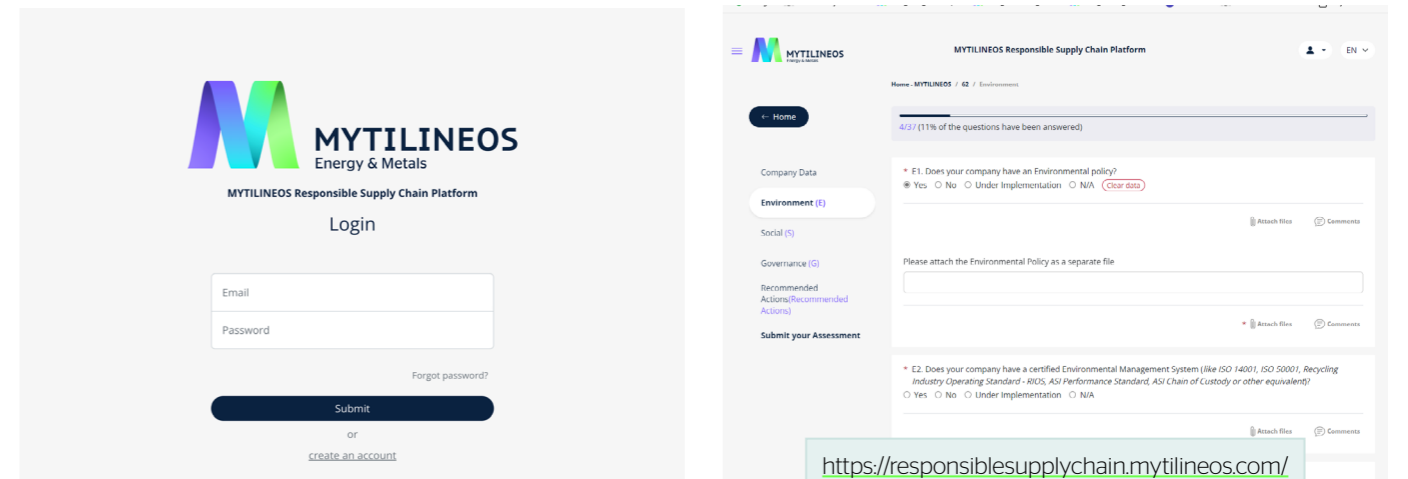 MYTILINEOS
Energy & Metals
MYTILINEOS Responsible Supply Chain Platform
Login
Email
Password
Forgot password?
Submit
or
create an account
MYTILINEOS
Energy & Metals
MYTILINEOS Responsible Supply Chain Platform
EN
Home - MYTILINEOS / 62 / Environment
← Home
4/37 (11% of the questions have been answered)
Company Data
Environment (E)
Social (S)
Governance (G)
Recommended
Actions(Recommended
Actions)
Submit your Assessment
* E1. Does your company have an Environmental policy?
Yes No Under Implementation N/A Clear data
Attach files Comments
Please attach the Environmental Policy as a separate file
* Attach files Comments
* E2. Does your company have a certified Environmental Management System (like ISO 14001, ISO 50001, Recycling
Industry Operating Standard - RIOS, ASI Performance Standard, ASI Chain of Custody or other equivalent)?
Yes No Under Implementation N/A
Attach files Comments
https://responsiblesupplychain.mytilineos.com/